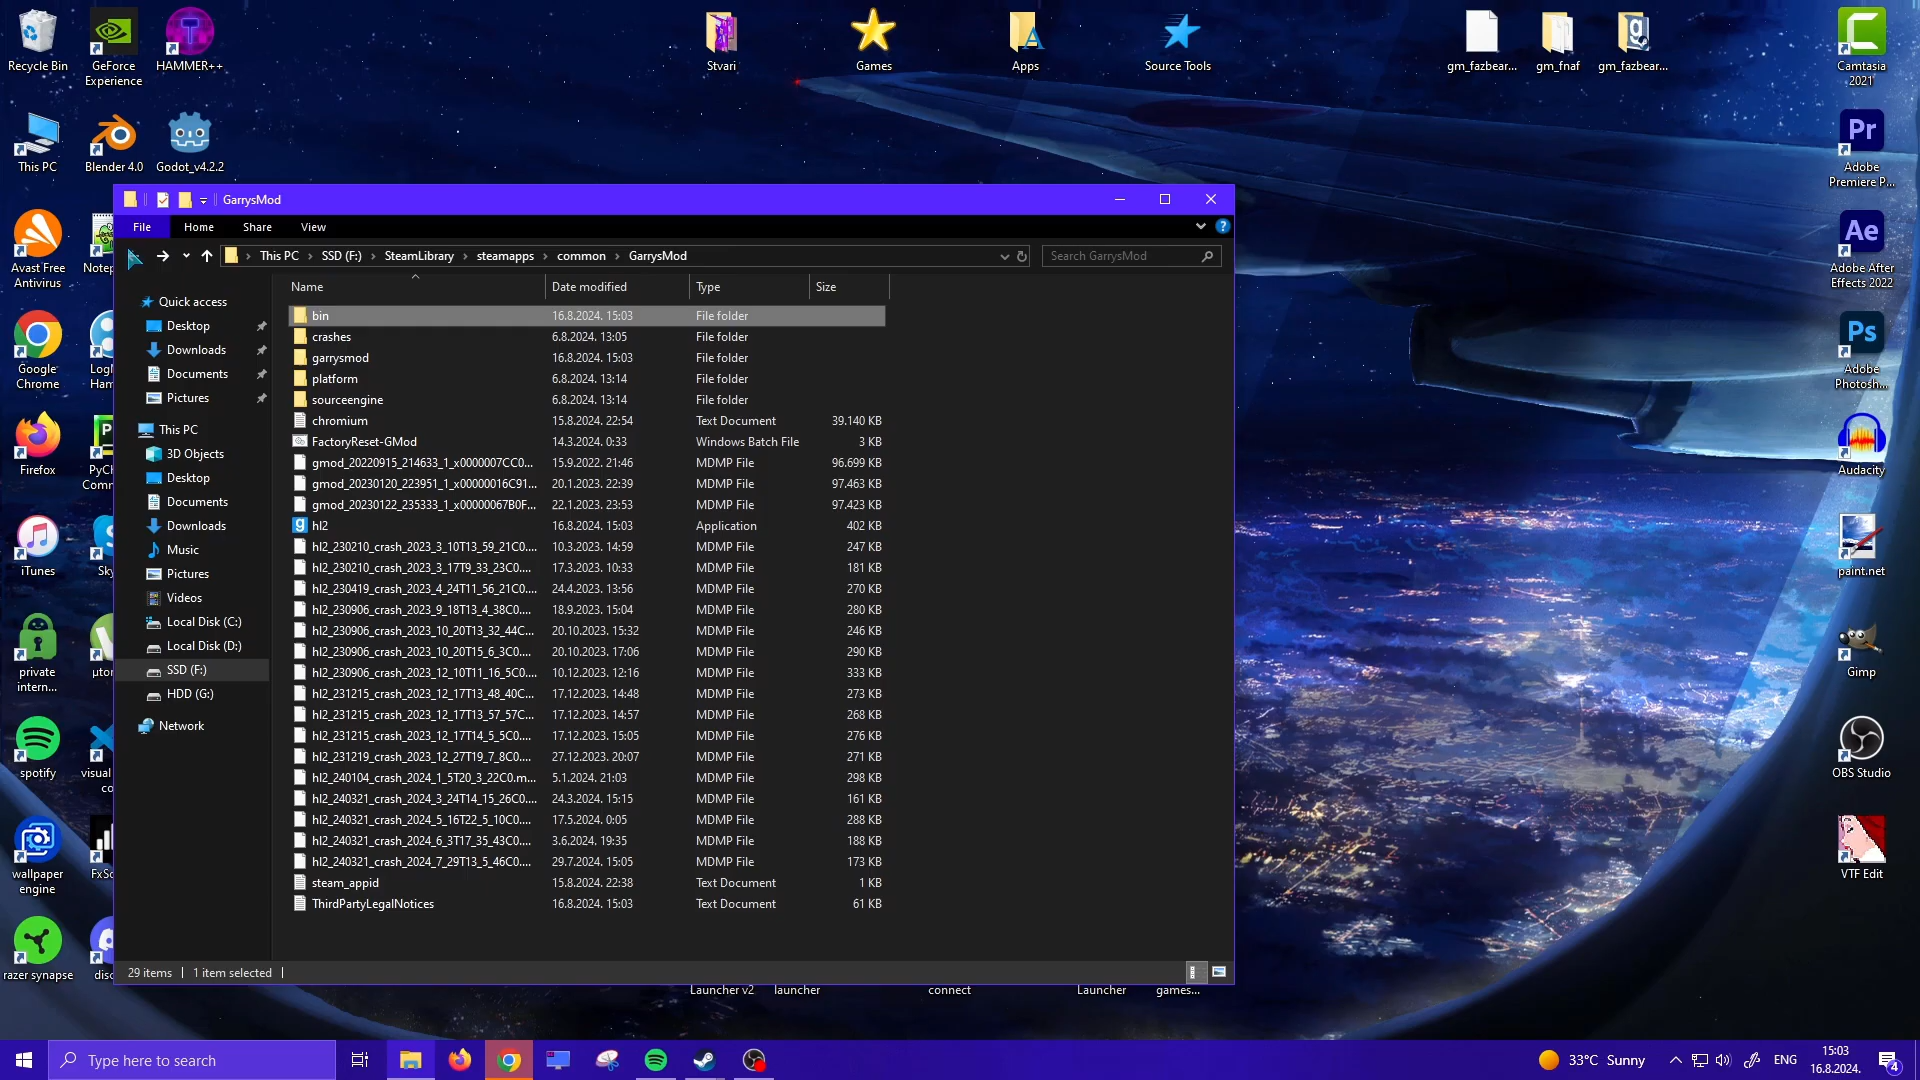 Recycle Bin
GeForce
Experience
HAMMER++
Stvari
Games
Apps
Source Tools
gm_fazbear...
gm_fnaf
gm_fazbear...
Camtasia
2021
This PC
Blender 4.0
Godot_v4.2.2
Adobe
Premiere P...
Avast Free
Antivirus
Notep
Adobe After
Effects 2022
Google
Chrome
Ham
Adobe
Photosh...
Firefox
PyCh
Comm
Audacity
iTunes
Sky
paint.net
private
intern...
Gimp
spotify
visual
co
OBS Studio
wallpaper
engine
FxSo
VTF Edit
razer synapse
disc
GarrysMod
File
Home
Share
View
This PC
SSD (F:)
SteamLibrary
steamapps
common
GarrysMod
Search GarrysMod
Quick access
Desktop
Downloads
Documents
Pictures
This PC
3D Objects
Desktop
Documents
Downloads
Music
Pictures
Videos
Local Disk (C:)
Local Disk (D:)
SSD (F:)
HDD (G:)
Network
Name Date modified Type Size
bin 16.8.2024. 15:03 File folder
crashes 6.8.2024. 13:05 File folder
garrysmod 16.8.2024. 15:03 File folder
platform 6.8.2024. 13:14 File folder
sourceengine 6.8.2024. 13:14 File folder
chromium 15.8.2024. 22:54 Text Document 39.140 KB
FactoryReset-GMod 14.3.2024. 0:33 Windows Batch File 3 KB
gmod_20220915_214633_1_x0000007CC0... 15.9.2022. 21:46 MDMP File 96.699 KB
gmod_20230120_223951_1_x00000016C91... 20.1.2023. 22:39 MDMP File 97.463 KB
gmod_20230122_235333_1_x00000067B0F... 22.1.2023. 23:53 MDMP File 97.423 KB
hl2 16.8.2024. 15:03 Application 402 KB
hl2_230210_crash_2023_3_10T13_59_21C0.... 10.3.2023. 14:59 MDMP File 247 KB
hl2_230210_crash_2023_3_17T9_33_23C0.... 17.3.2023. 10:33 MDMP File 181 KB
hl2_230419_crash_2023_4_24T11_56_21C0.... 24.4.2023. 13:56 MDMP File 270 KB
hl2_230906_crash_2023_9_18T13_4_38C0.... 18.9.2023. 15:04 MDMP File 280 KB
hl2_230906_crash_2023_10_20T13_32_44C... 20.10.2023. 15:32 MDMP File 246 KB
hl2_230906_crash_2023_10_20T15_6_3C0.... 20.10.2023. 17:06 MDMP File 290 KB
hl2_230906_crash_2023_12_10T11_16_5C0.... 10.12.2023. 12:16 MDMP File 333 KB
hl2_231215_crash_2023_12_17T13_48_40C... 17.12.2023. 14:48 MDMP File 273 KB
hl2_231215_crash_2023_12_17T13_57_57C... 17.12.2023. 14:57 MDMP File 268 KB
hl2_231215_crash_2023_12_17T14_5_5C0.... 17.12.2023. 15:05 MDMP File 276 KB
hl2_231219_crash_2023_12_27T19_7_8C0.... 27.12.2023. 20:07 MDMP File 271 KB
hl2_240104_crash_2024_1_5T20_3_22C0.m... 5.1.2024. 21:03 MDMP File 298 KB
hl2_240321_crash_2024_3_24T14_15_26C0.... 24.3.2024. 15:15 MDMP File 161 KB
hl2_240321_crash_2024_5_16T22_5_10C0.... 17.5.2024. 0:05 MDMP File 288 KB
hl2_240321_crash_2024_6_3T17_35_43C0.... 3.6.2024. 19:35 MDMP File 188 KB
hl2_240321_crash_2024_7_29T13_5_46C0.... 29.7.2024. 15:05 MDMP File 173 KB
steam_appid 15.8.2024. 22:38 Text Document 1 KB
ThirdPartyLegalNotices 16.8.2024. 15:03 Text Document 61 KB
29 items
1 item selected
Launcher v2
launcher
connect
Launcher
games...
Type here to search
33°C Sunny
ENG
15:03
16.8.2024.
4